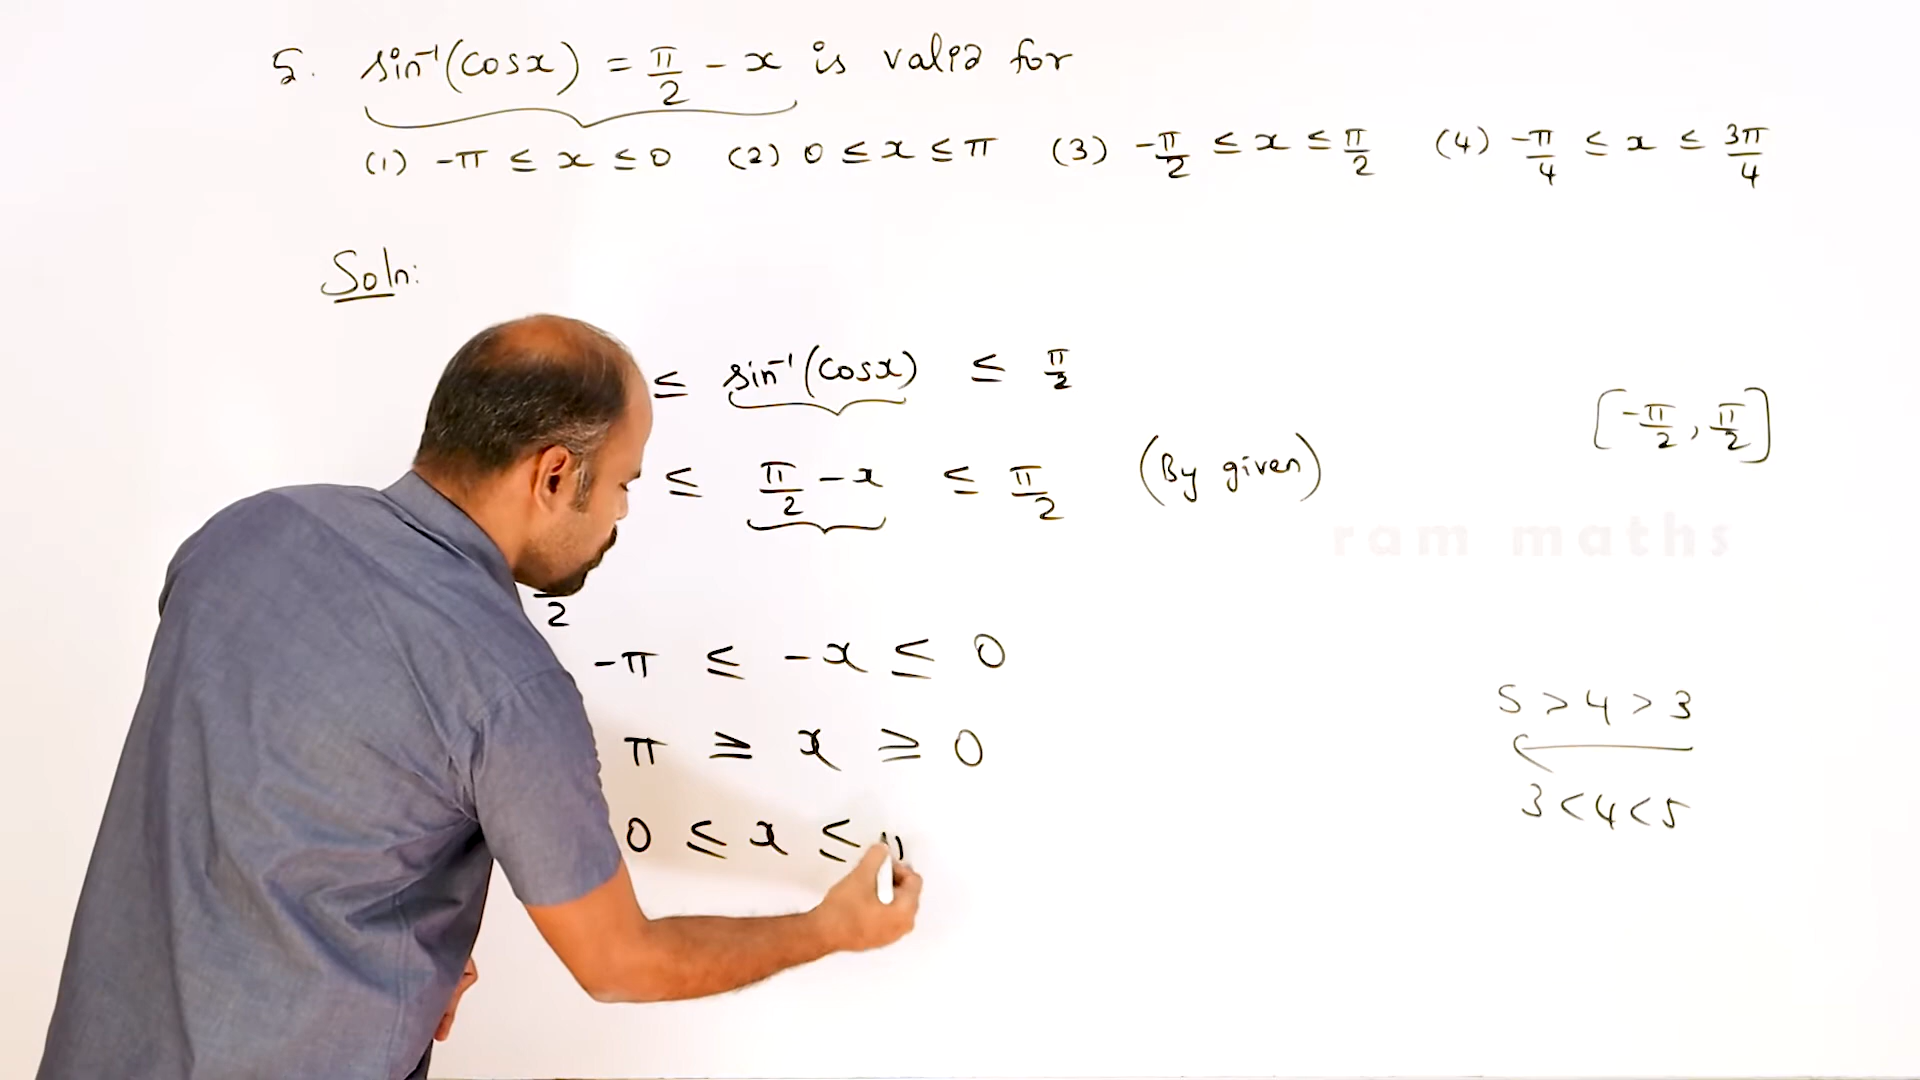 5. sin⁻¹(cosx) = π/2 - x is valid for
(1) -π ≤ x ≤ 0 (2) 0 ≤ x ≤ π (3) -π/2 ≤ x ≤ π/2 (4) -π/4 ≤ x ≤ 3π/4
Soln:
≤ sin⁻¹(cosx) ≤ π/2
[-π/2, π/2]
≤ π/2 - x ≤ π/2 (By given)
ram maths
2
-π ≤ -x ≤ 0
5 > 4 > 3
π ≥ x ≥ 0
3 < 4 < 5
0 ≤ x ≤